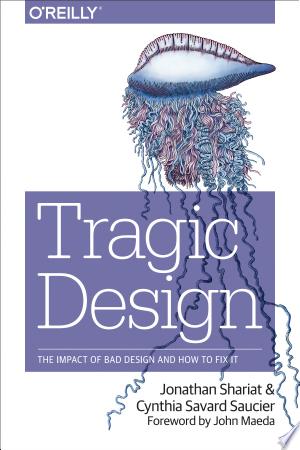 O'REILLY®
Tragic
Design
THE IMPACT OF BAD DESIGN AND HOW TO FIX IT
Jonathan Shariat &
Cynthia Savard Saucier
Foreword by John Maeda